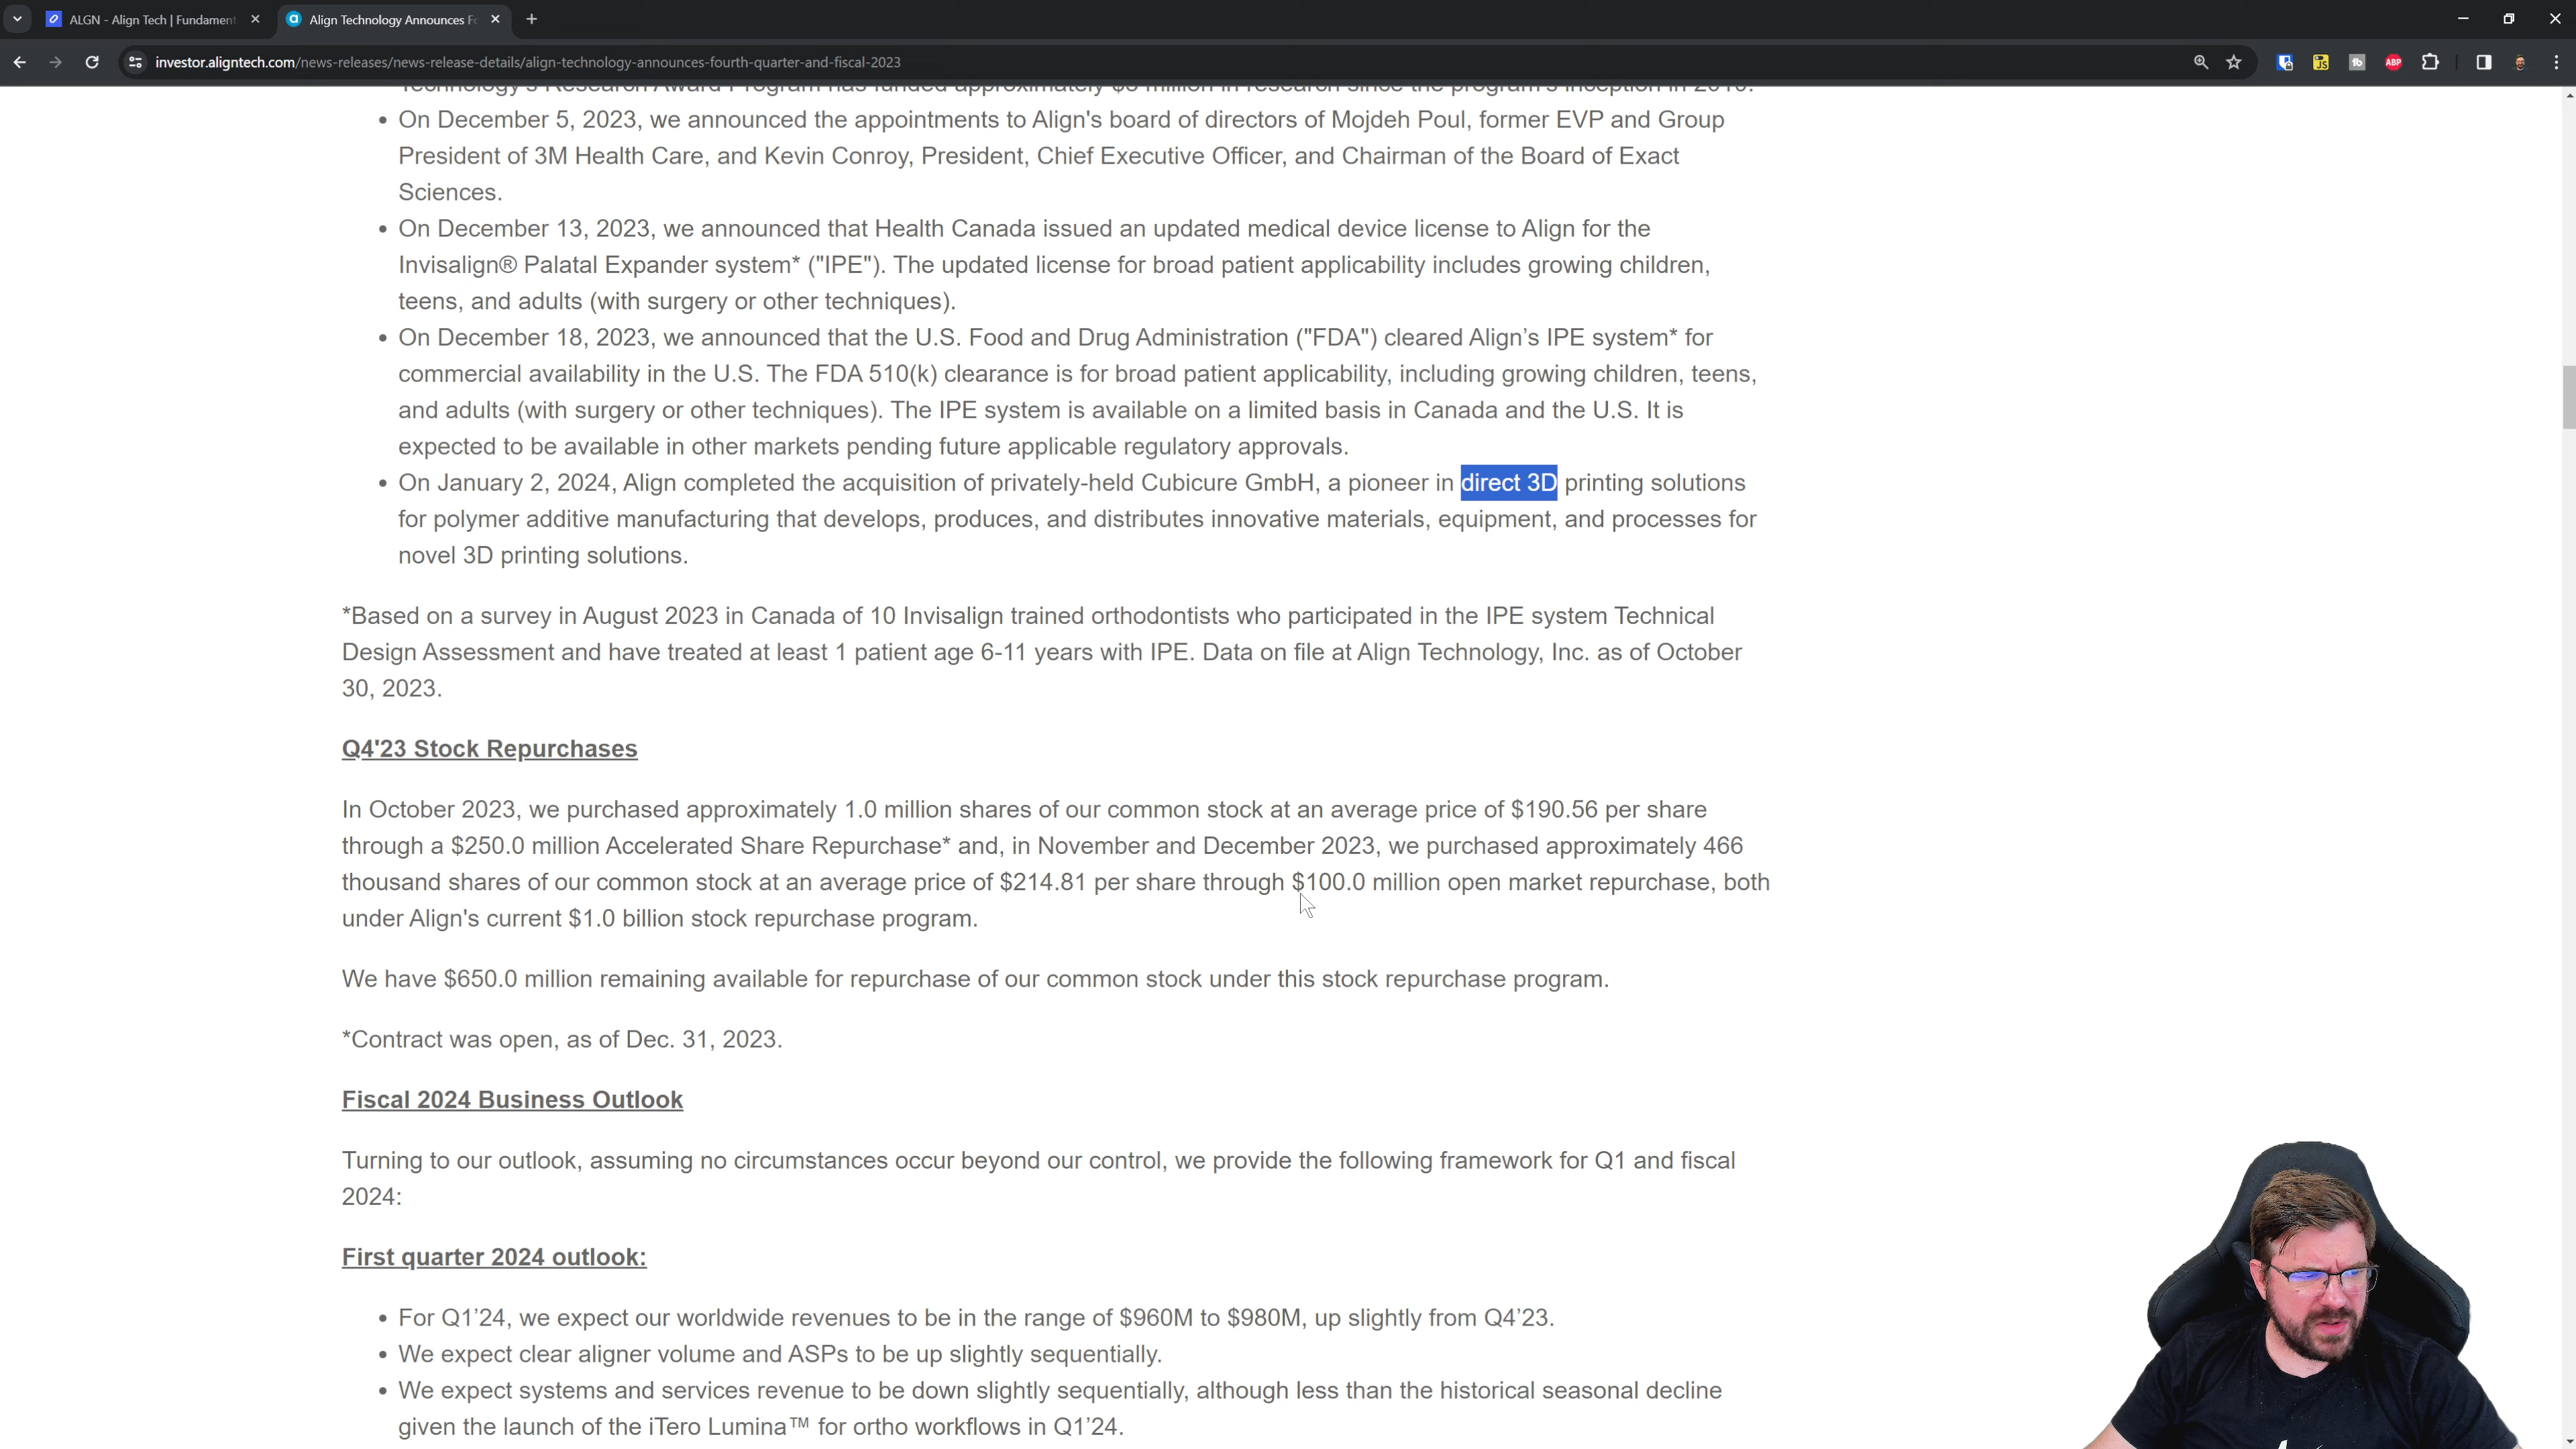 ALGN - Align Tech | Fundament
Align Technology Announces Fo
investor.aligntech.com/news-releases/news-release-details/align-technology-announces-fourth-quarter-and-fiscal-2023
Technology's Research Award Program has funded approximately
million in research since the program's inception in
• On December 5, 2023, we announced the appointments to Align's board of directors of Mojdeh Poul, former EVP and Group
President of 3M Health Care, and Kevin Conroy, President, Chief Executive Officer, and Chairman of the Board of Exact
Sciences.
• On December 13, 2023, we announced that Health Canada issued an updated medical device license to Align for the
Invisalign® Palatal Expander system* ("IPE"). The updated license for broad patient applicability includes growing children,
teens, and adults (with surgery or other techniques).
• On December 18, 2023, we announced that the U.S. Food and Drug Administration ("FDA") cleared Align’s IPE system* for
commercial availability in the U.S. The FDA 510(k) clearance is for broad patient applicability, including growing children, teens,
and adults (with surgery or other techniques). The IPE system is available on a limited basis in Canada and the U.S. It is
expected to be available in other markets pending future applicable regulatory approvals.
• On January 2, 2024, Align completed the acquisition of privately-held Cubicure GmbH, a pioneer in direct 3D printing solutions
for polymer additive manufacturing that develops, produces, and distributes innovative materials, equipment, and processes for
novel 3D printing solutions.
*Based on a survey in August 2023 in Canada of 10 Invisalign trained orthodontists who participated in the IPE system Technical
Design Assessment and have treated at least 1 patient age 6-11 years with IPE. Data on file at Align Technology, Inc. as of October
30, 2023.
Q4'23 Stock Repurchases
In October 2023, we purchased approximately 1.0 million shares of our common stock at an average price of $190.56 per share
through a $250.0 million Accelerated Share Repurchase* and, in November and December 2023, we purchased approximately 466
thousand shares of our common stock at an average price of $214.81 per share through $100.0 million open market repurchase, both
under Align's current $1.0 billion stock repurchase program.
We have $650.0 million remaining available for repurchase of our common stock under this stock repurchase program.
*Contract was open, as of Dec. 31, 2023.
Fiscal 2024 Business Outlook
Turning to our outlook, assuming no circumstances occur beyond our control, we provide the following framework for Q1 and fiscal
2024:
First quarter 2024 outlook:
• For Q1’24, we expect our worldwide revenues to be in the range of $960M to $980M, up slightly from Q4’23.
• We expect clear aligner volume and ASPs to be up slightly sequentially.
• We expect systems and services revenue to be down slightly sequentially, although less than the historical seasonal decline
given the launch of the iTero Lumina™ for ortho workflows in Q1’24.